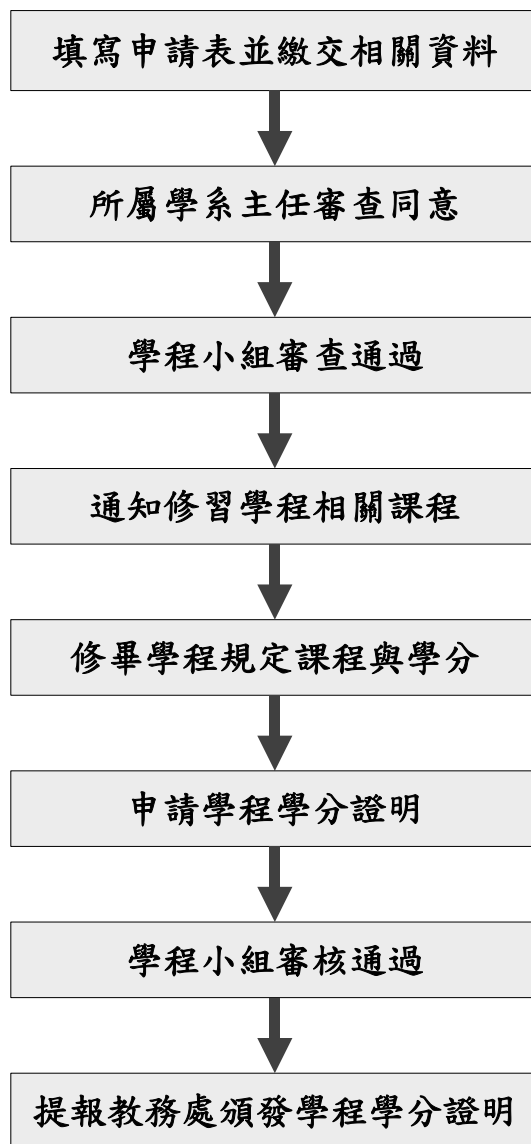 填寫申請表並繳交相關資料
所屬學系主任審查同意
學程小組審查通過
通知修習學程相關課程
修畢學程規定課程與學分
申請學程學分證明
學程小組審核通過
提報教務處頒發學程學分證明